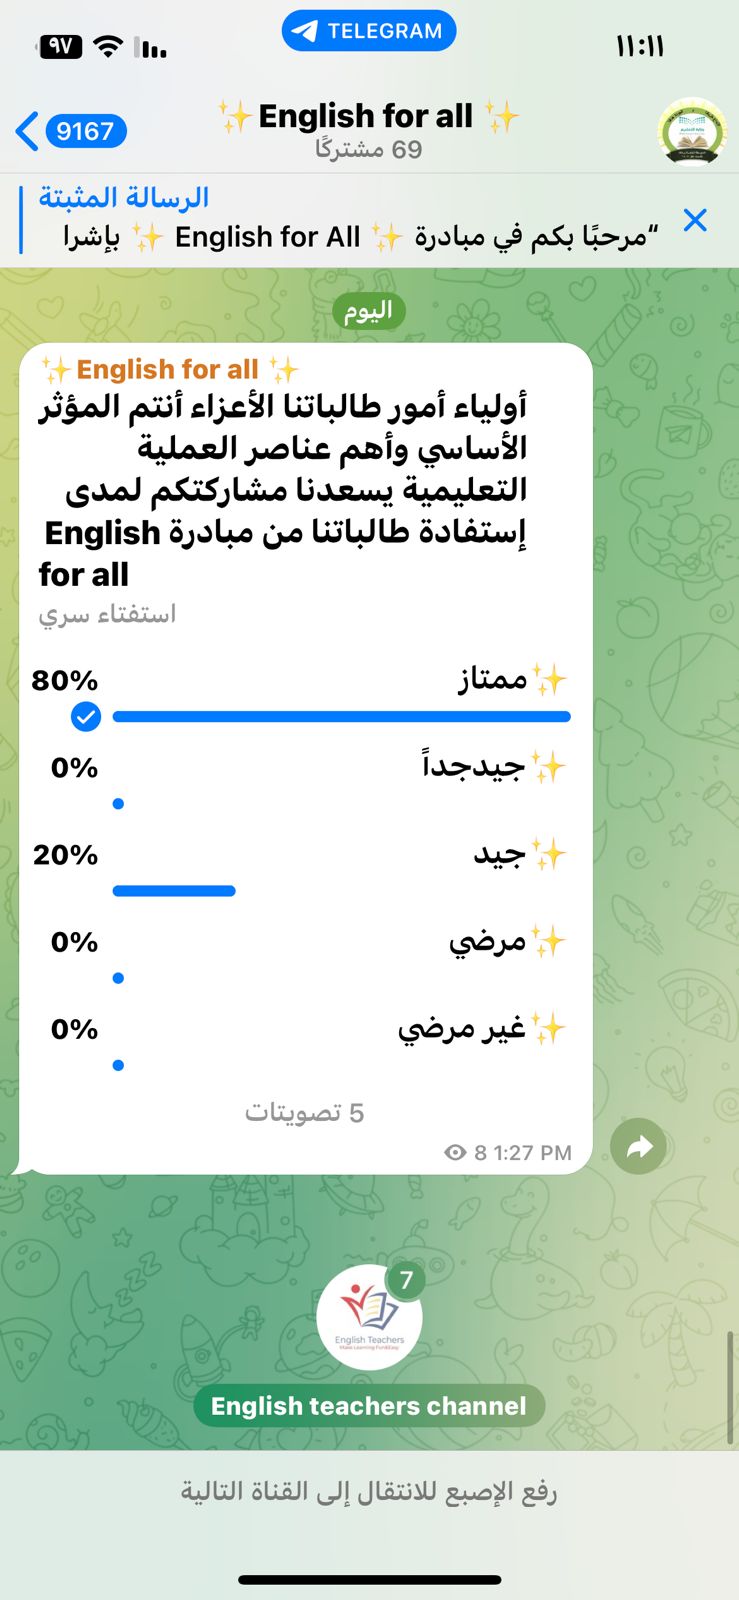 ٩٧
TELEGRAM
١١:١١
9167
✨ English for all ✨
69 مشتركًا
الرسالة المثبتة
“مرحبًا بكم في مبادرة ✨ English for All ✨ بإشرا
اليوم
✨English for all ✨
أولياء أمور طالباتنا الأعزاء أنتم المؤثر
الأساسي وأهم عناصر العملية
التعليمية يسعدنا مشاركتكم لمدى
إستفادة طالباتنا من مبادرة English
for all
استفتاء سري
80% ✨ممتاز
0% ✨جيدجداً
20% ✨جيد
0% ✨مرضي
0% ✨غير مرضي
5 تصويتات
8 1:27 PM
7
English Teachers
Make Learning Fun&Easy
English teachers channel
رفع الإصبع للانتقال إلى القناة التالية